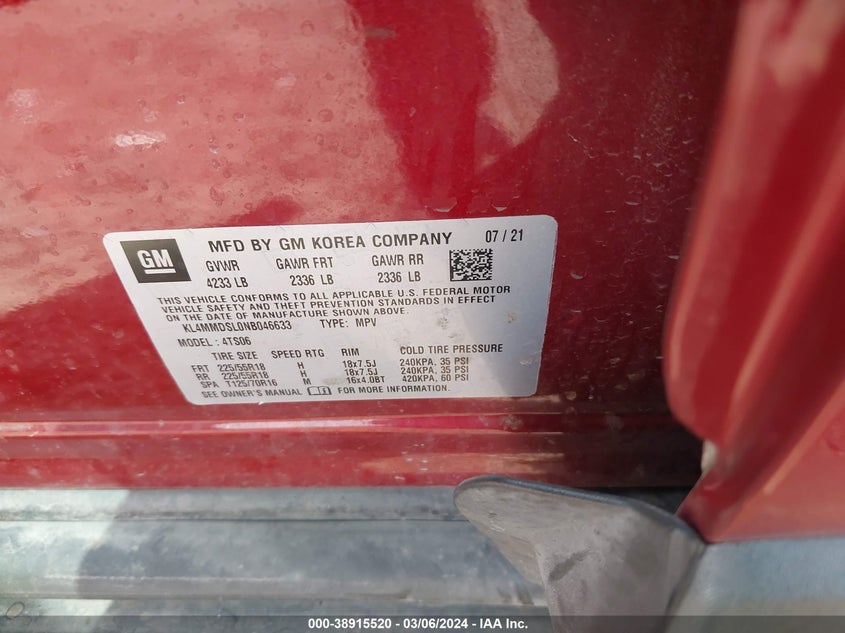 GM
MFD BY GM KOREA COMPANY 07 / 21
GVWR GAWR FRT GAWR RR
4233 LB 2336 LB 2336 LB
THIS VEHICLE CONFORMS TO ALL APPLICABLE U.S. FEDERAL MOTOR
VEHICLE SAFETY AND THEFT PREVENTION STANDARDS IN EFFECT
ON THE DATE OF MANUFACTURE SHOWN ABOVE.
KL4MMDSL0NB046633 TYPE: MPV
MODEL: 4TS06
TIRE SIZE SPEED RTG RIM COLD TIRE PRESSURE
FRT 225/55R18 H 18x7.5J 240KPA, 35 PSI
RR 225/55R18 H 18x7.5J 240KPA, 35 PSI
SPA T125/70R16 M 16x4.0BT 420KPA, 60 PSI
SEE OWNER'S MANUAL FOR MORE INFORMATION.
000-38915520 - 03/06/2024 - IAA Inc.